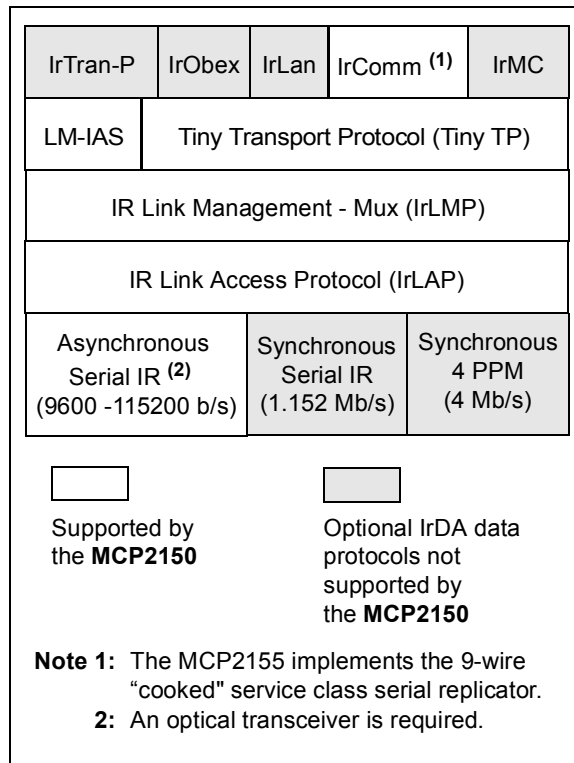 IrTran-P IrObex IrLan IrComm (1) IrMC
LM-IAS Tiny Transport Protocol (Tiny TP)
IR Link Management - Mux (IrLMP)
IR Link Access Protocol (IrLAP)
Asynchronous
Serial IR (2)
(9600 -115200 b/s)
Synchronous
Serial IR
(1.152 Mb/s)
Synchronous
4 PPM
(4 Mb/s)
Supported by
the MCP2150
Optional IrDA data
protocols not
supported by
the MCP2150
Note 1: The MCP2155 implements the 9-wire
“cooked" service class serial replicator.
2: An optical transceiver is required.